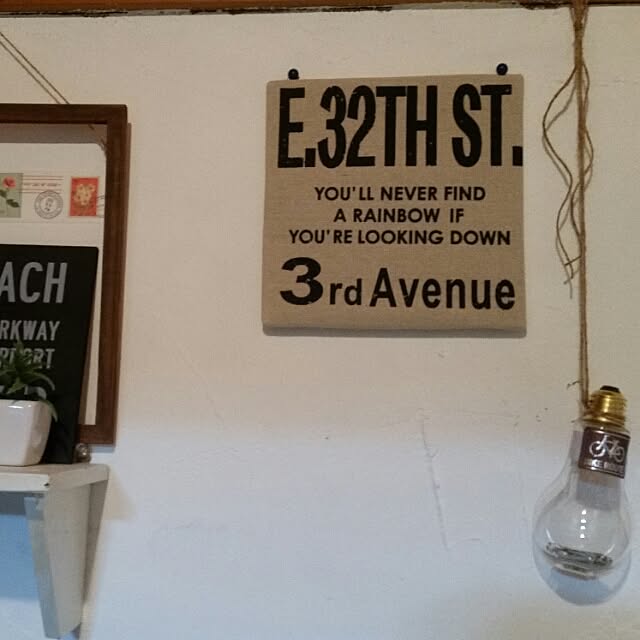 E.32TH ST.
YOU'LL NEVER FIND
A RAINBOW IF
YOU'RE LOOKING DOWN
3rd Avenue
ACH
RKWAY